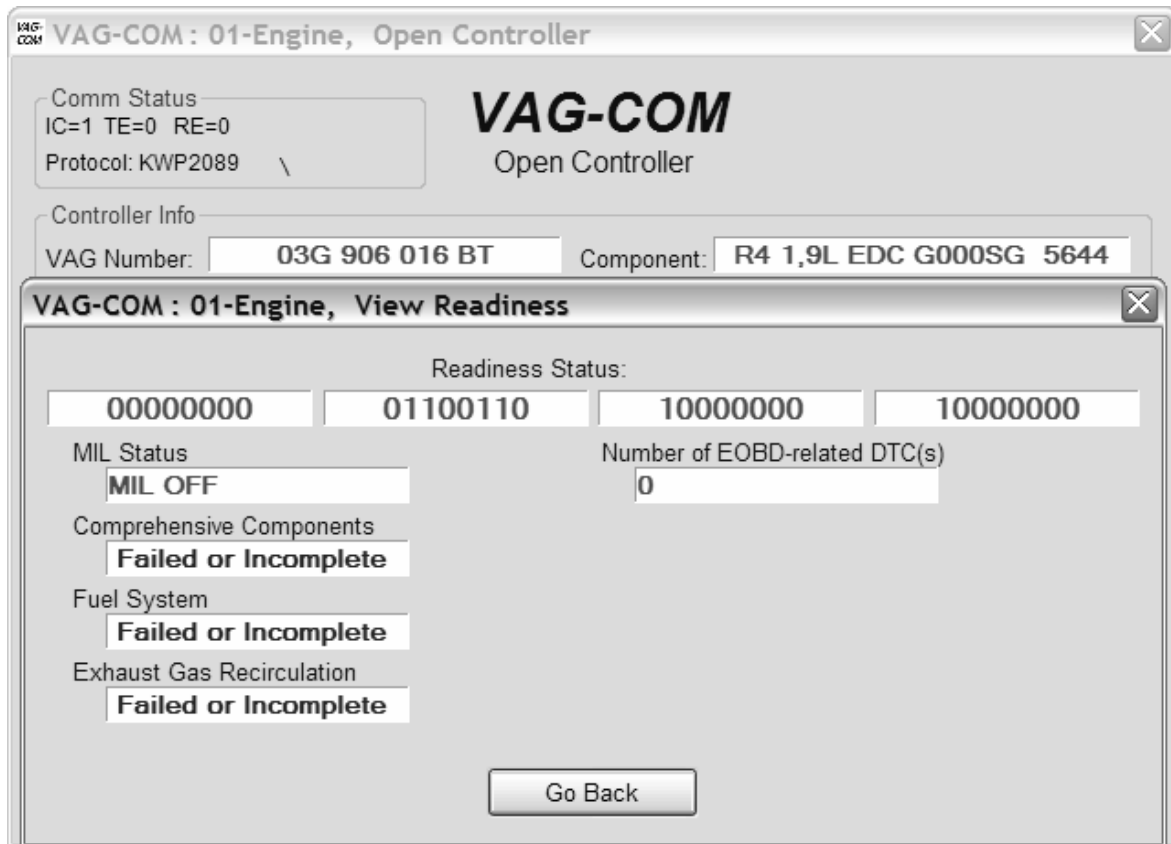 VAG-COM VAG-COM : 01-Engine, Open Controller
Comm Status
IC=1 TE=0 RE=0
Protocol: KWP2089 \
VAG-COM
Open Controller
Controller Info
VAG Number: 03G 906 016 BT Component: R4 1,9L EDC G000SG 5644
VAG-COM : 01-Engine, View Readiness
Readiness Status:
00000000 01100110 10000000 10000000
MIL Status Number of EOBD-related DTC(s)
MIL OFF 0
Comprehensive Components
Failed or Incomplete
Fuel System
Failed or Incomplete
Exhaust Gas Recirculation
Failed or Incomplete
Go Back